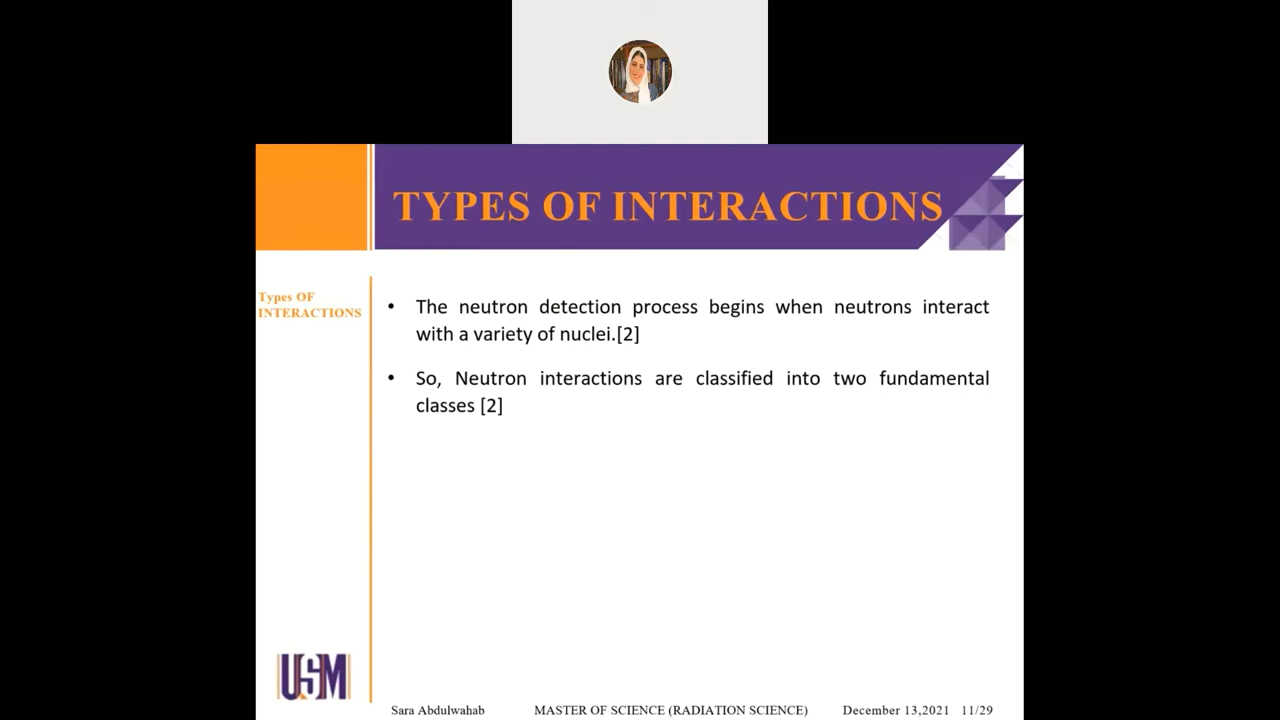 TYPES OF INTERACTIONS
Types OF
INTERACTIONS
• The neutron detection process begins when neutrons interact
with a variety of nuclei.[2]
• So, Neutron interactions are classified into two fundamental
classes [2]
USM
Sara Abdulwahab MASTER OF SCIENCE (RADIATION SCIENCE) December 13,2021 11/29